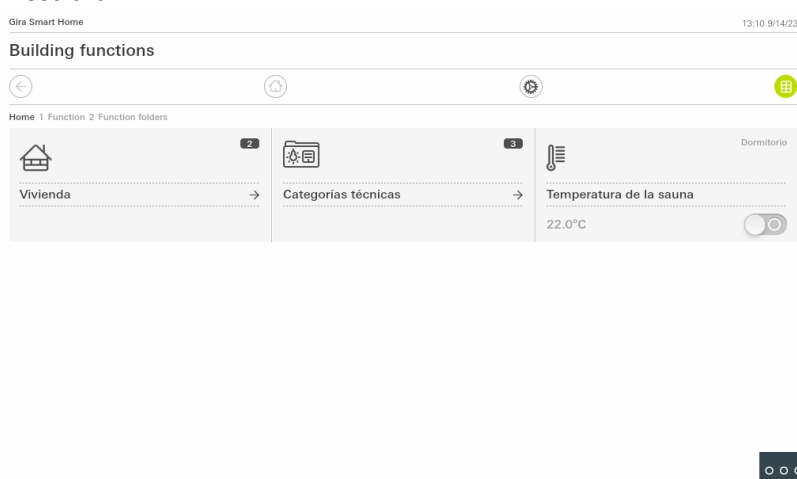 Gira Smart Home
13:10 9/14/23
Building functions
Home 1 Function 2 Function folders
2
Vivienda
3
Categorías técnicas
Dormitorio
Temperatura de la sauna
22.0°C